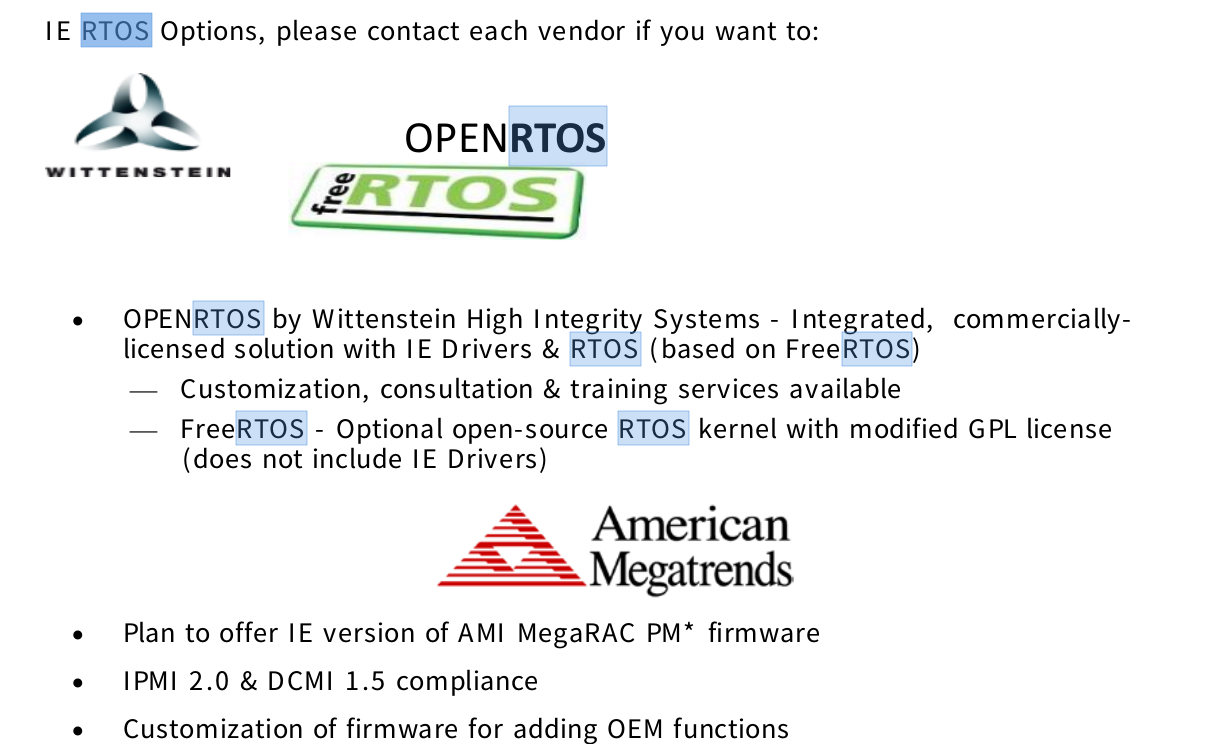 IE RTOS Options, please contact each vendor if you want to:
WITTENSTEIN
OPENRTOS
free RTOS
• OPENRTOS by Wittenstein High Integrity Systems - Integrated, commercially-
licensed solution with IE Drivers & RTOS (based on FreeRTOS)
— Customization, consultation & training services available
— FreeRTOS - Optional open-source RTOS kernel with modified GPL license
(does not include IE Drivers)
American
Megatrends
• Plan to offer IE version of AMI MegaRAC PM* firmware
• IPMI 2.0 & DCMI 1.5 compliance
• Customization of firmware for adding OEM functions